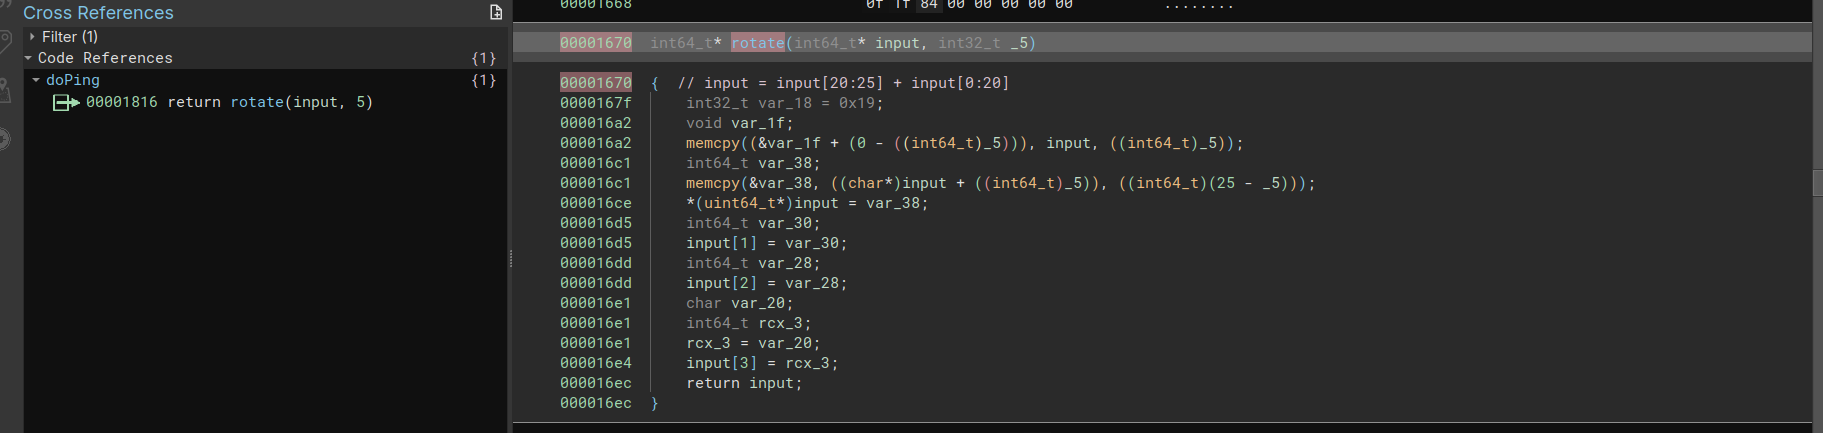 Cross References
Filter (1)
Code References {1}
doPing {1}
00001816 return rotate(input, 5)
00001668 0f 1f 84 00 00 00 00 00 ........
00001670 int64_t* rotate(int64_t* input, int32_t _5)
00001670 { // input = input[20:25] + input[0:20]
0000167f int32_t var_18 = 0x19;
000016a2 void var_1f;
000016a2 memcpy((&var_1f + (0 - ((int64_t)_5))), input, ((int64_t)_5));
000016c1 int64_t var_38;
000016c1 memcpy(&var_38, ((char*)input + ((int64_t)_5)), ((int64_t)(25 - _5)));
000016ce *(uint64_t*)input = var_38;
000016d5 int64_t var_30;
000016d5 input[1] = var_30;
000016dd int64_t var_28;
000016dd input[2] = var_28;
000016e1 char var_20;
000016e1 int64_t rcx_3;
000016e1 rcx_3 = var_20;
000016e4 input[3] = rcx_3;
000016ec return input;
000016ec }